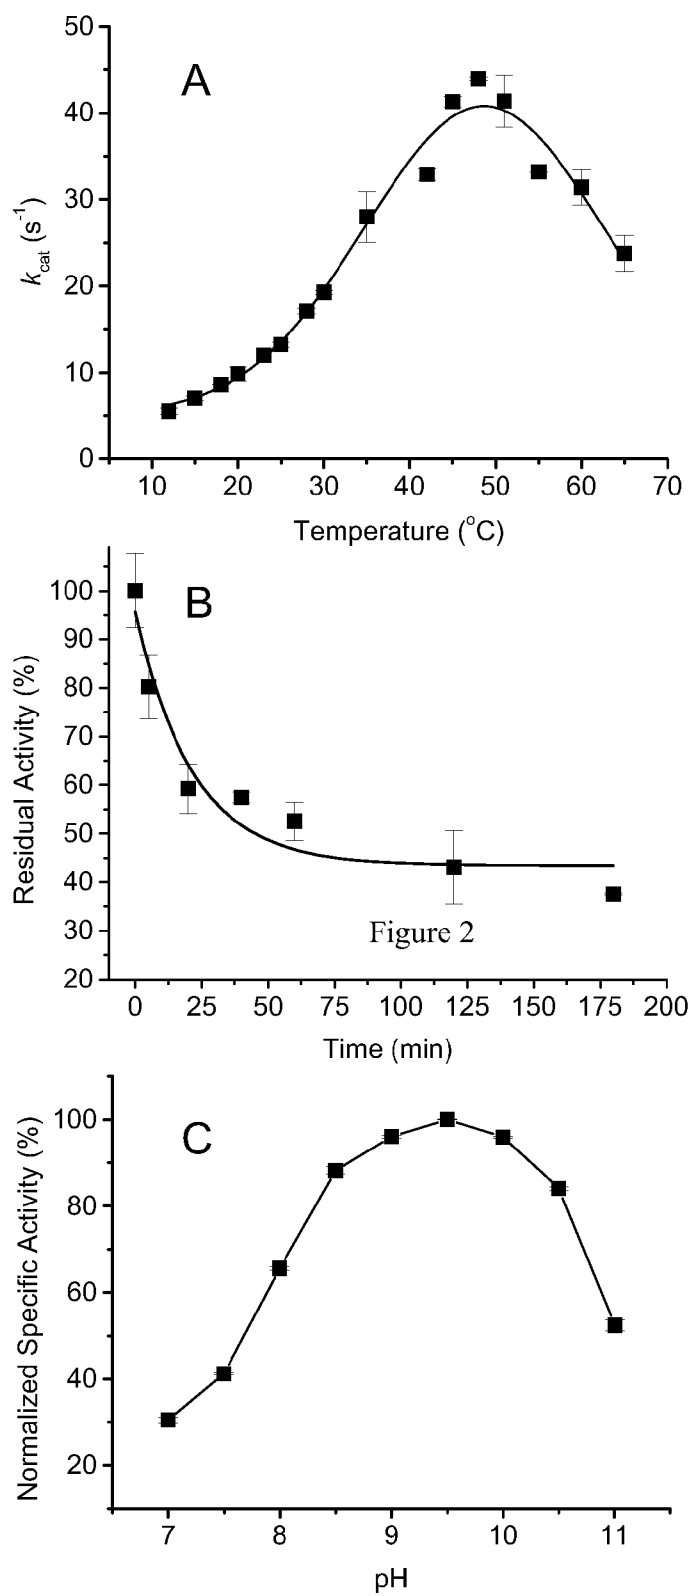 50
A
40
30
20
10
0
k_cat (s^-1)
10 20 30 40 50 60 70
Temperature (°C)
100
B
90
80
70
60
50
40
30
20
Residual Activity (%)
Figure 2
0 25 50 75 100 125 150 175 200
Time (min)
100
C
80
60
40
20
Normalized Specific Activity (%)
7 8 9 10 11
pH